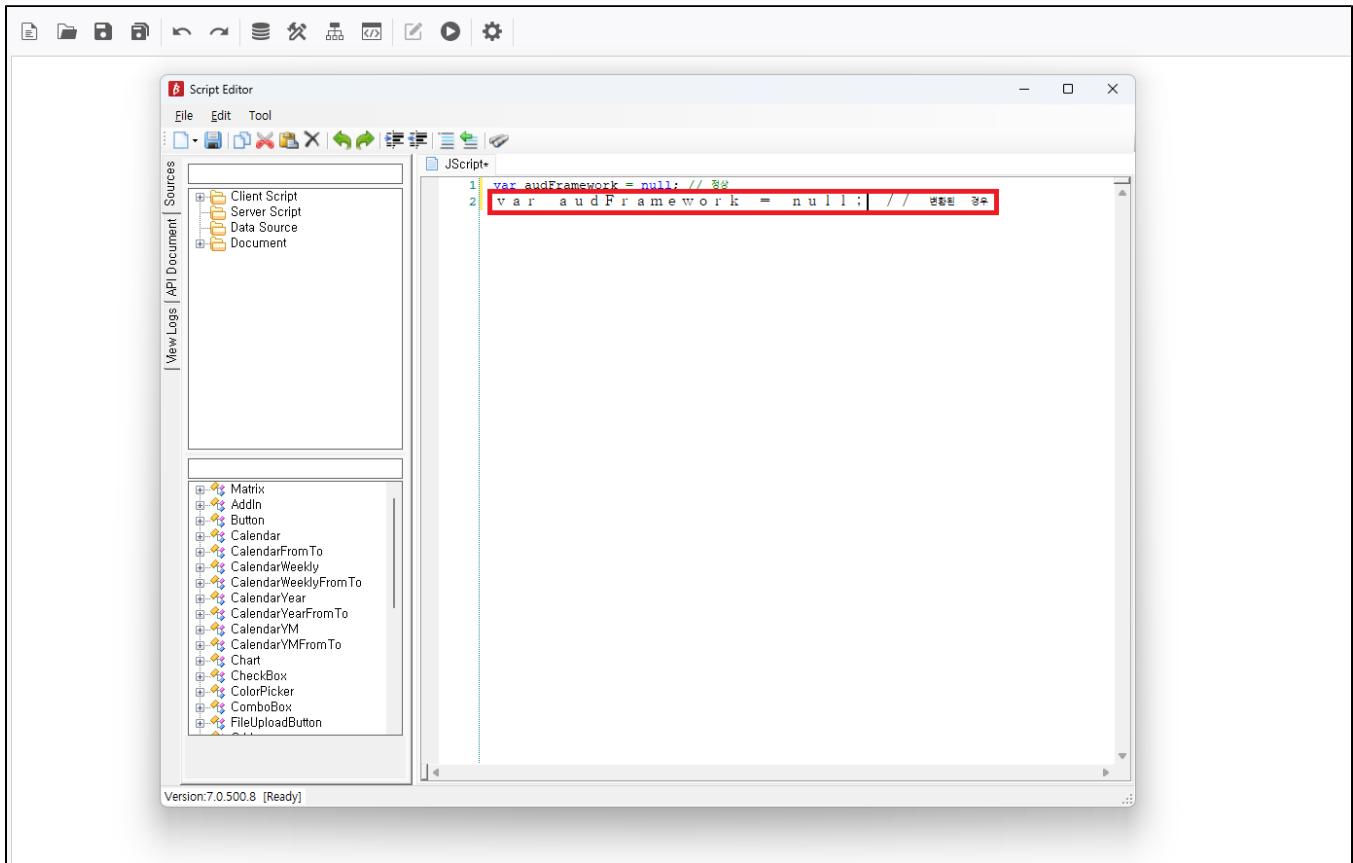 Script Editor
File Edit Tool
Sources
API Document
View Logs
Client Script
Server Script
Data Source
Document
Matrix
AddIn
Button
Calendar
CalendarFromTo
CalendarWeekly
CalendarWeeklyFromTo
CalendarYear
CalendarYearFromTo
CalendarYM
CalendarYMFromTo
Chart
CheckBox
ColorPicker
ComboBox
FileUploadButton
JScript*
1 var audFramework = null; // 정상
2 ｖａｒ　ａｕｄＦｒａｍｅｗｏｒｋ　＝　ｎｕｌｌ；　／／　변환된　경우
Version:7.0.500.8 [Ready]